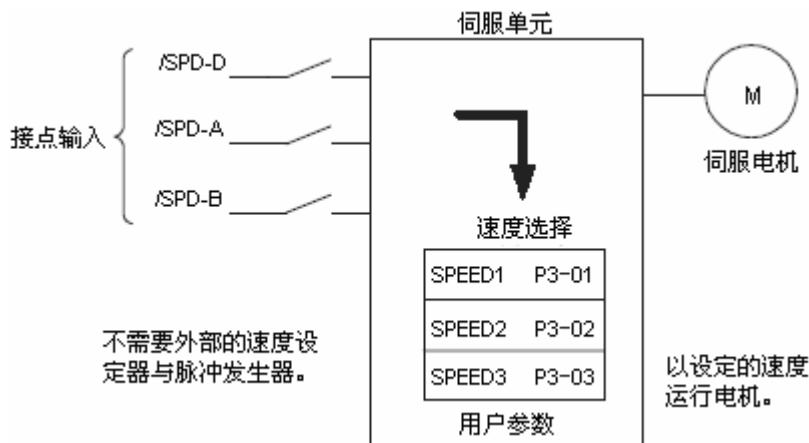 伺服单元
/SPD-D
接点输入
/SPD-A
/SPD-B
M
伺服电机
速度选择
SPEED1 P3-01
SPEED2 P3-02
SPEED3 P3-03
用户参数
不需要外部的速度设
定器与脉冲发生器。
以设定的速度
运行电机。